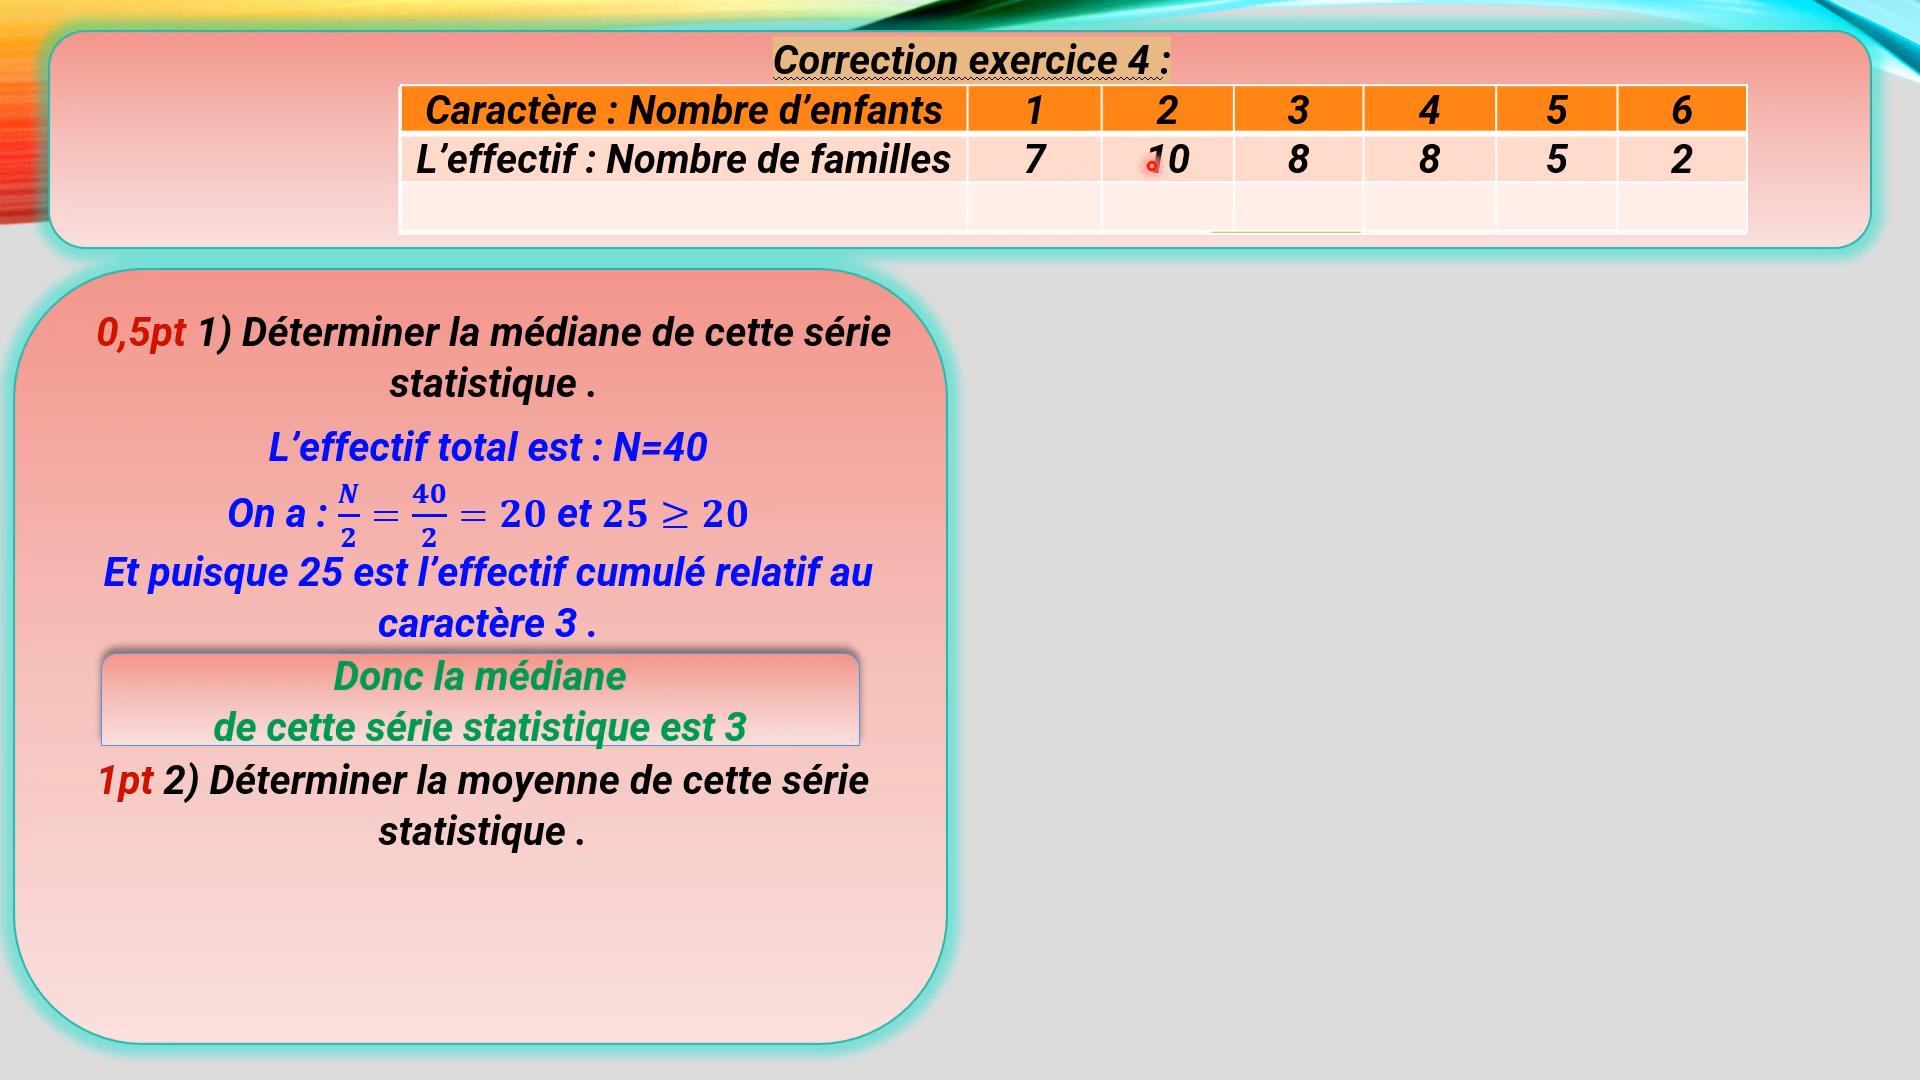 Correction exercice 4 :
Caractère : Nombre d’enfants 1 2 3 4 5 6
L’effectif : Nombre de familles 7 10 8 8 5 2
0,5pt 1) Déterminer la médiane de cette série
statistique .
L’effectif total est : N=40
On a : N/2 = 40/2 = 20 et 25 ≥ 20
Et puisque 25 est l’effectif cumulé relatif au
caractère 3 .
Donc la médiane
de cette série statistique est 3
1pt 2) Déterminer la moyenne de cette série
statistique .